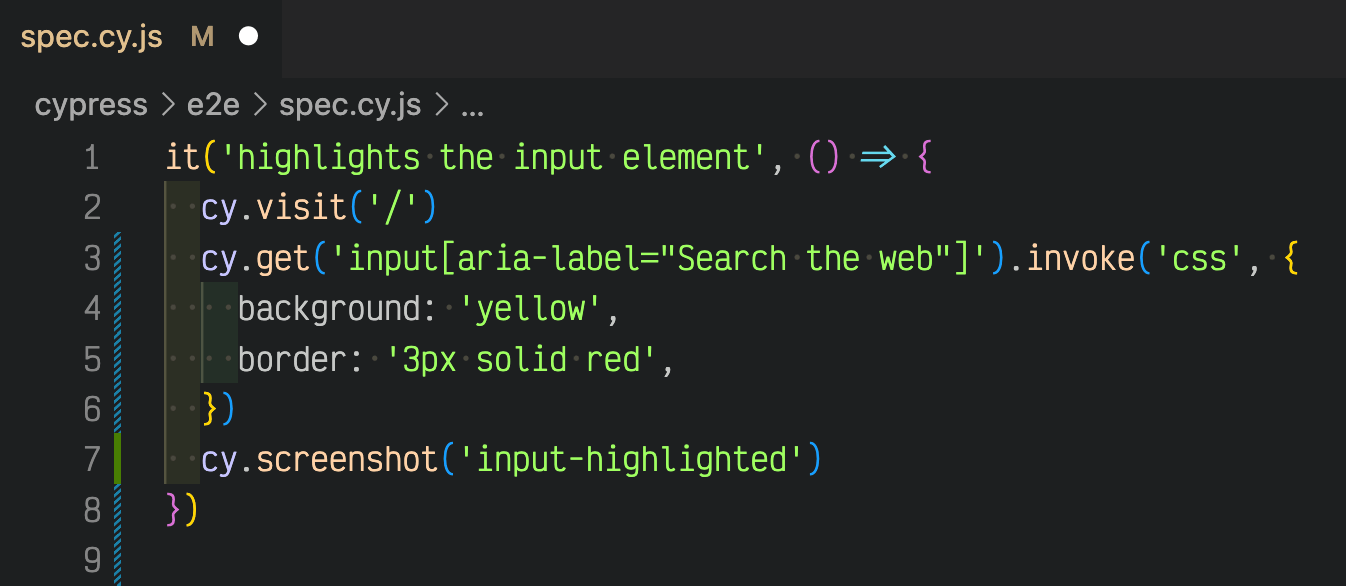 spec.cy.js M
cypress > e2e > spec.cy.js > ...
1 it('highlights the input element', () => {
2   cy.visit('/')
3   cy.get('input[aria-label="Search the web"]').invoke('css', {
4     background: 'yellow',
5     border: '3px solid red',
6   })
7   cy.screenshot('input-highlighted')
8 })
9